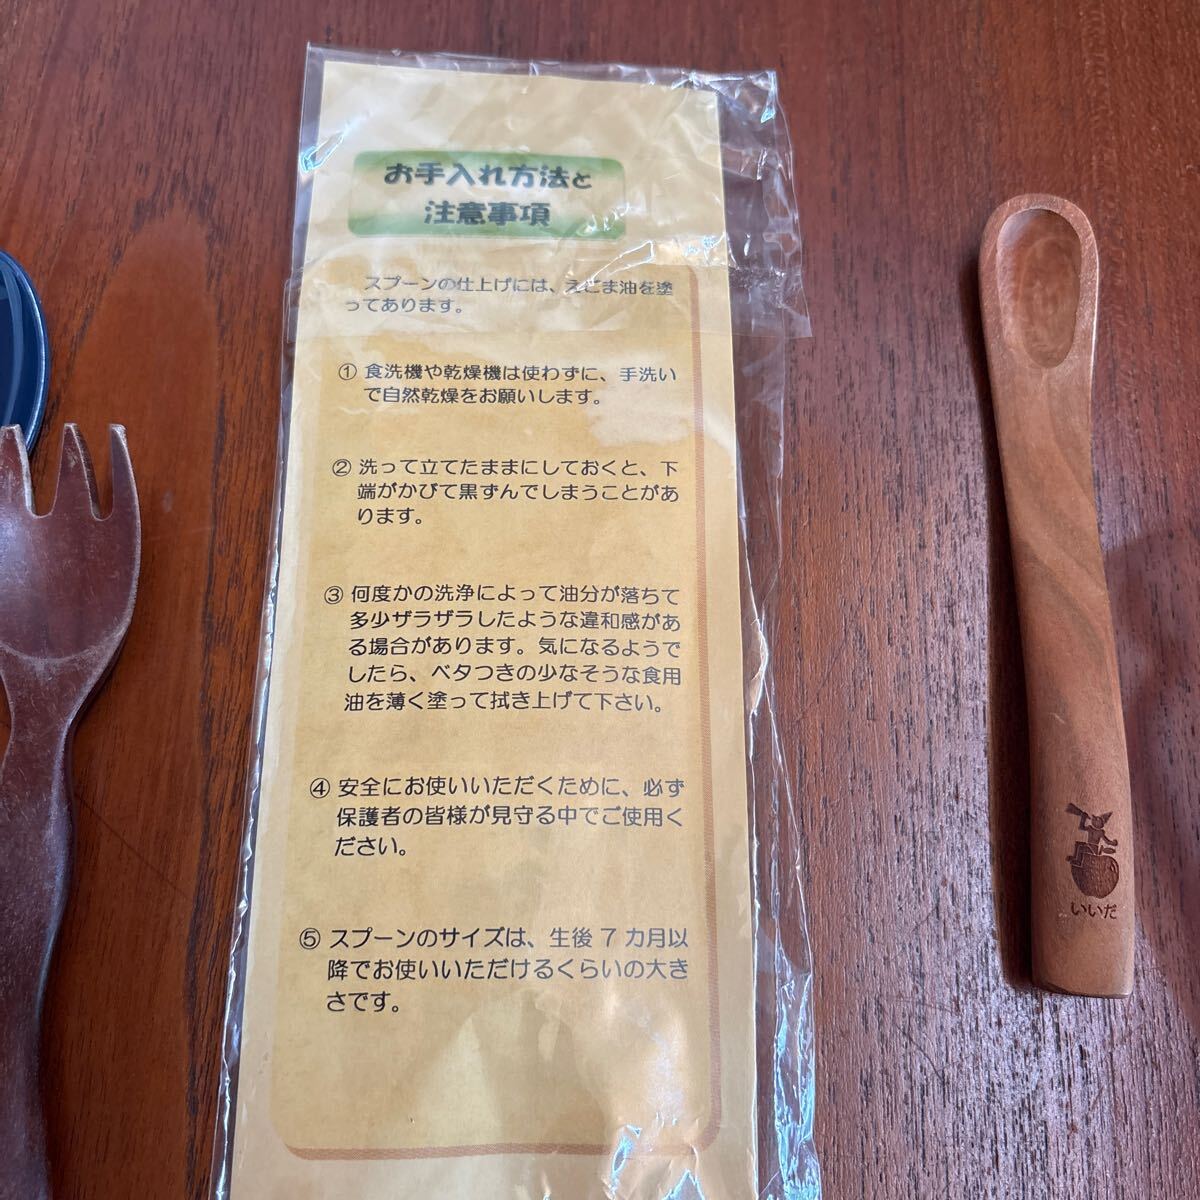 お手入れ方法と
注意事項
スプーンの仕上げには、えごま油を塗
ってあります。
① 食洗機や乾燥機は使わずに、手洗い
で自然乾燥をお願いします。
② 洗って立てたままにしておくと、下
端がかびて黒ずんでしまうことがあ
ります。
③ 何度かの洗浄によって油分が落ちて
多少ザラザラしたような違和感があ
る場合があります。気になるようで
したら、ベタつきの少なそうな食用
油を薄く塗って拭き上げて下さい。
④ 安全にお使いいただくために、必ず
保護者の皆様が見守る中でご使用く
ださい。
⑤ スプーンのサイズは、生後 7 カ月以
降でお使いいただけるくらいの大き
さです。
いいだ